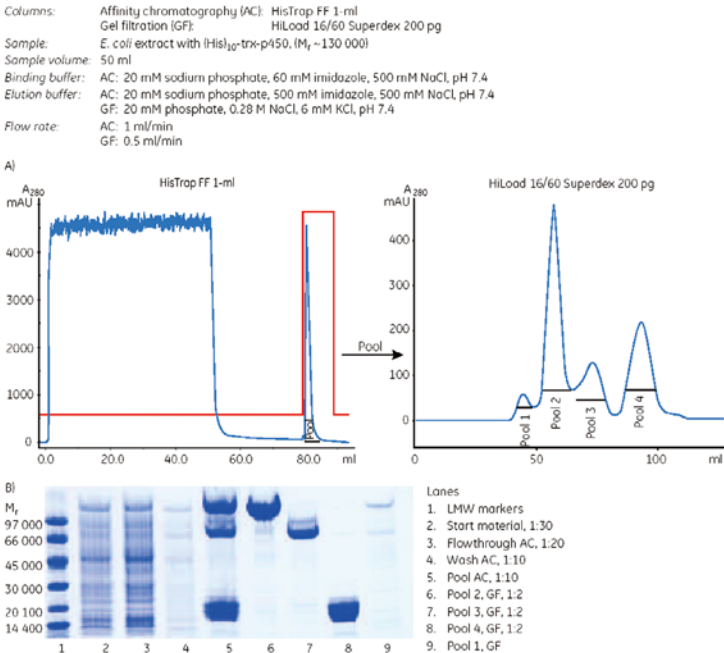 Columns: Affinity chromatography (AC): HisTrap FF 1-ml
Gel filtration (GF): HiLoad 16/60 Superdex 200 pg
Sample: E. coli extract with (His)₁₀-trx-p450, (Mr ~130 000)
Sample volume: 50 ml
Binding buffer: AC: 20 mM sodium phosphate, 60 mM imidazole, 500 mM NaCl, pH 7.4
Elution buffer: AC: 20 mM sodium phosphate, 500 mM imidazole, 500 mM NaCl, pH 7.4
GF: 20 mM phosphate, 0.28 M NaCl, 6 mM KCl, pH 7.4
Flow rate: AC: 1 ml/min
GF: 0.5 ml/min
A)
HisTrap FF 1-ml
A280
mAU
4000
3000
2000
1000
0
0.0 20.0 40.0 60.0 80.0 ml
Pool
Pool
HiLoad 16/60 Superdex 200 pg
A280
mAU
400
300
200
100
0
0 50 100 ml
Pool 1
Pool 2
Pool 3
Pool 4
B)
Mr
97 000
66 000
45 000
30 000
20 100
14 400
1 2 3 4 5 6 7 8 9
Lanes
1. LMW markers
2. Start material, 1:30
3. Flowthrough AC, 1:20
4. Wash AC, 1:10
5. Pool AC, 1:10
6. Pool 2, GF, 1:2
7. Pool 3, GF, 1:2
8. Pool 4, GF, 1:2
9. Pool 1, GF